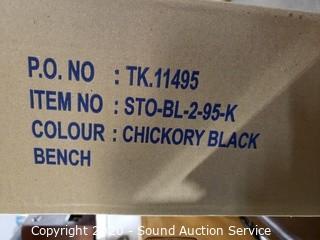 P.O. NO : TK.11495
ITEM NO : STO-BL-2-95-K
COLOUR : CHICKORY BLACK
BENCH
Copyright 2020 - Sound Auction Service